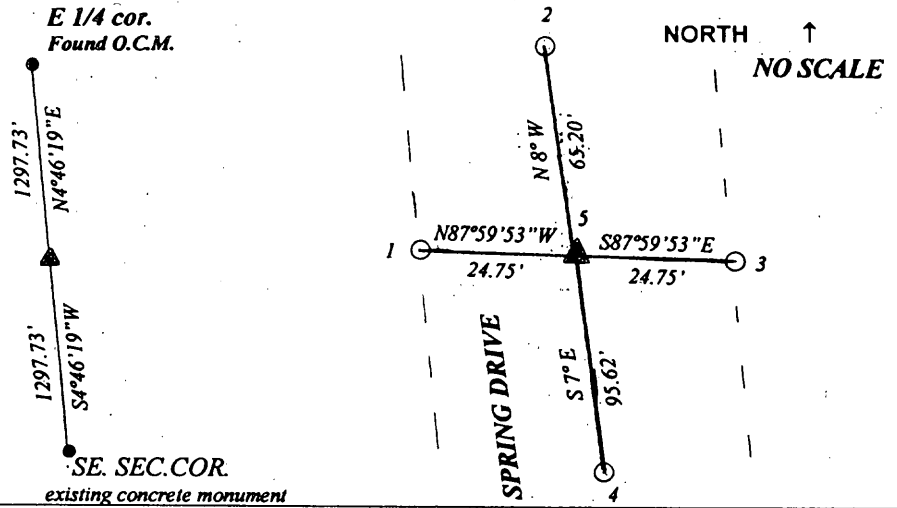 E 1/4 cor.
Found O.C.M.
1297.73'
N4°46'19"E
1297.73'
S4°46'19"W
SE. SEC.COR.
existing concrete monument
2
NORTH ↑
NO SCALE
N 8° W
65.20'
5
1
N87°59'53"W
24.75'
S87°59'53"E
24.75'
3
SPRING DRIVE
S 7° E
95.62'
4